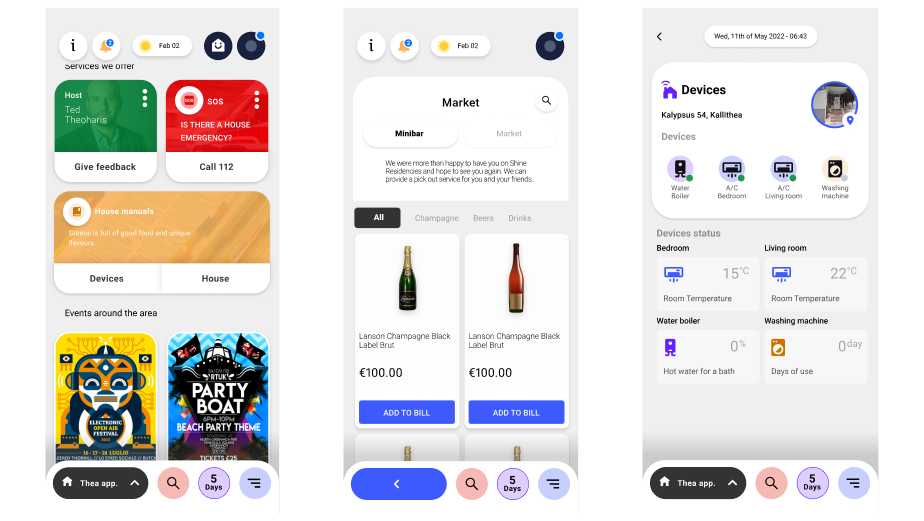 i
2
Feb 02
Services we offer
Host
Ted
Theoharis
Give feedback
SOS
SOS
IS THERE A HOUSE
EMERGENCY?
Call 112
House manuals
Greece is full of good food and unique
flavours.
Devices
House
Events around the area
ELECTRONIC
OPEN AIR
FESTIVAL
16 - 17 - 18 LUGLIO
14/09/18
'RTUK'
PARTY
BOAT
6PM-10PM
BEACH PARTY THEME
TICKETS £25
Thea app.
5
Days
i
2
Feb 02
Market
Minibar
Market
We were more than happy to have you on Shine
Residencies and hope to see you again. We can
provide a pick out service for you and your friends.
All
Champagne
Beers
Drinks
Lanson Champagne Black
Label Brut
€100.00
ADD TO BILL
Lanson Champagne Black
Label Brut
€100.00
ADD TO BILL
5
Days
Wed, 11th of May 2022 - 06:43
Devices
Kalypsus 54, Kallithea
Devices
Water
Boiler
A/C
Bedroom
A/C
Living room
Washing
machine
Devices status
Bedroom
15°C
Room Temperature
Living room
22°C
Room Temperature
Water boiler
0%
Hot water for a bath
Washing machine
0day
Days of use
Thea app.
5
Days